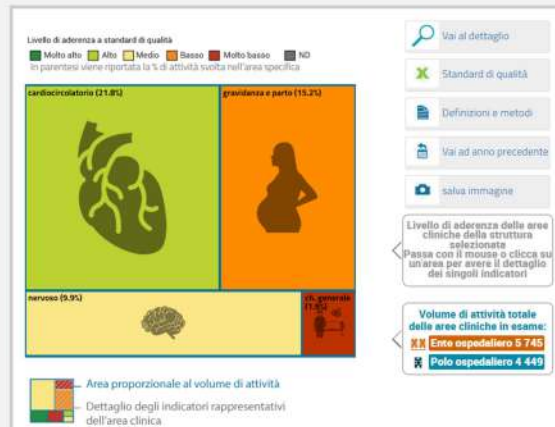 Livello di aderenza a standard di qualità
Molto alto Alto Medio Basso Molto basso ND
In parentesi viene riportata la % di attività svolta nell'area specifica
cardiocircolatorio (21.8%)
gravidanza e parto (15.2%)
nervoso (9.9%)
ch. generale
Area proporzionale al volume di attività
Dettaglio degli indicatori rappresentativi
dell'area clinica
Vai al dettaglio
Standard di qualità
Definizioni e metodi
Vai ad anno precedente
salva immagine
Livello di aderenza delle aree
cliniche della struttura
selezionata
Passa con il mouse o clicca su
un'area per avere il dettaglio
dei singoli indicatori
Volume di attività totale
delle aree cliniche in esame:
Ente ospedaliero 5 745
Polo ospedaliero 4 449